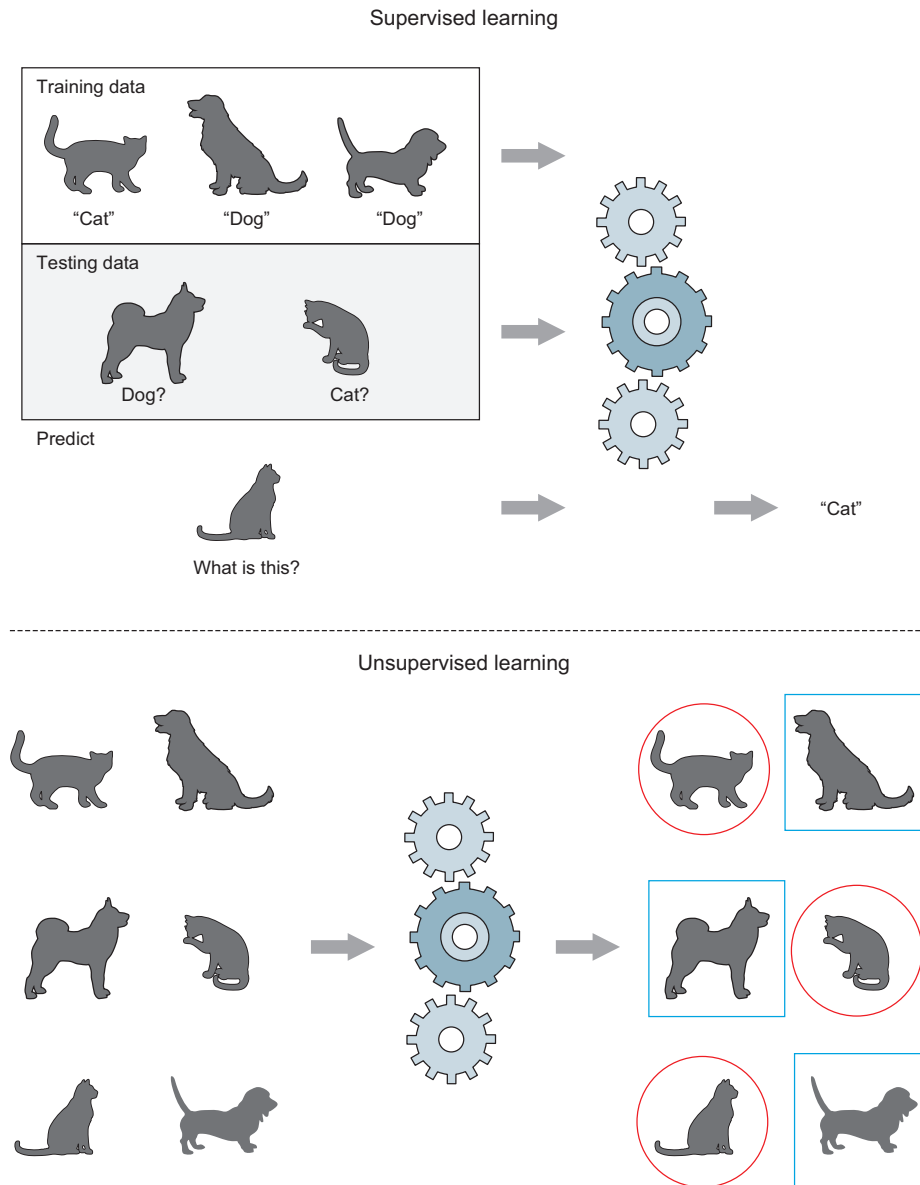 Supervised learning
Training data
“Cat”
“Dog”
“Dog”
Testing data
Dog?
Cat?
Predict
What is this?
“Cat”
Unsupervised learning